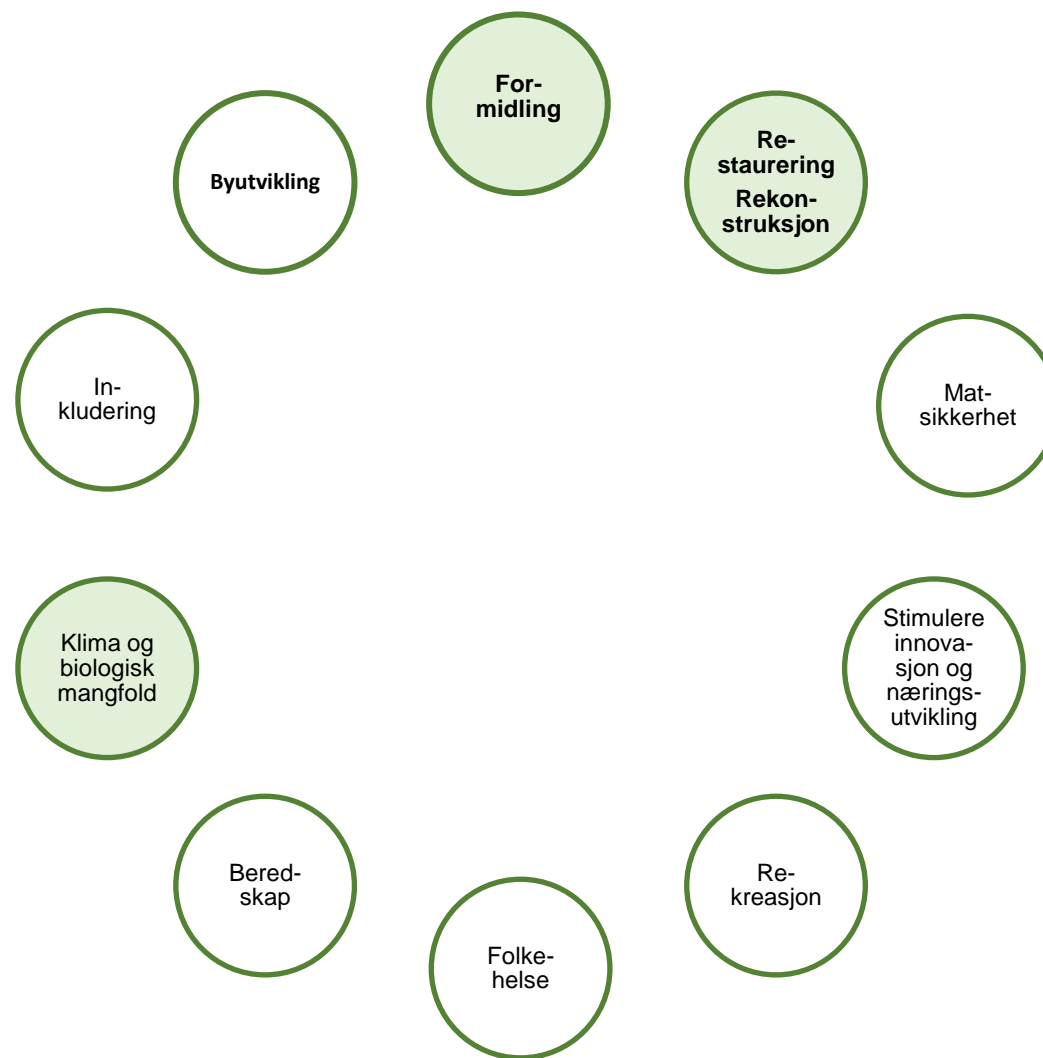 For-
midling
Re-
staurering
Rekon-
struksjon
Mat-
sikkerhet
Stimulere
innova-
sjon og
nærings-
utvikling
Re-
kreasjon
Folke-
helse
Bered-
skap
Klima og
biologisk
mangfold
In-
kludering
Byutvikling